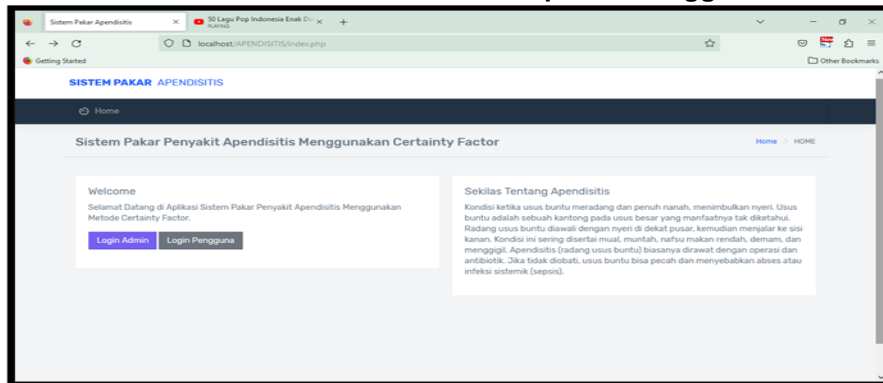 Sistem Pakar Apendisitis
50 Lagu Pop Indonesia Enak Di
PLAYING
localhost/APENDISITIS/index.php
Getting Started
Other Bookmarks
SISTEM PAKAR APENDISITIS
Home
Sistem Pakar Penyakit Apendisitis Menggunakan Certainty Factor
Home > HOME
Welcome
Selamat Datang di Aplikasi Sistem Pakar Penyakit Apendisitis Menggunakan
Metode Certainty Factor.
Login Admin
Login Pengguna
Sekilas Tentang Apendisitis
Kondisi ketika usus buntu meradang dan penuh nanah, menimbulkan nyeri. Usus
buntu adalah sebuah kantong pada usus besar yang manfaatnya tak diketahui.
Radang usus buntu diawali dengan nyeri di dekat pusar, kemudian menjalar ke sisi
kanan. Kondisi ini sering disertai mual, muntah, nafsu makan rendah, demam, dan
menggigil. Apendisitis (radang usus buntu) biasanya dirawat dengan operasi dan
antibiotik. Jika tidak diobati, usus buntu bisa pecah dan menyebabkan abses atau
infeksi sistemik (sepsis).